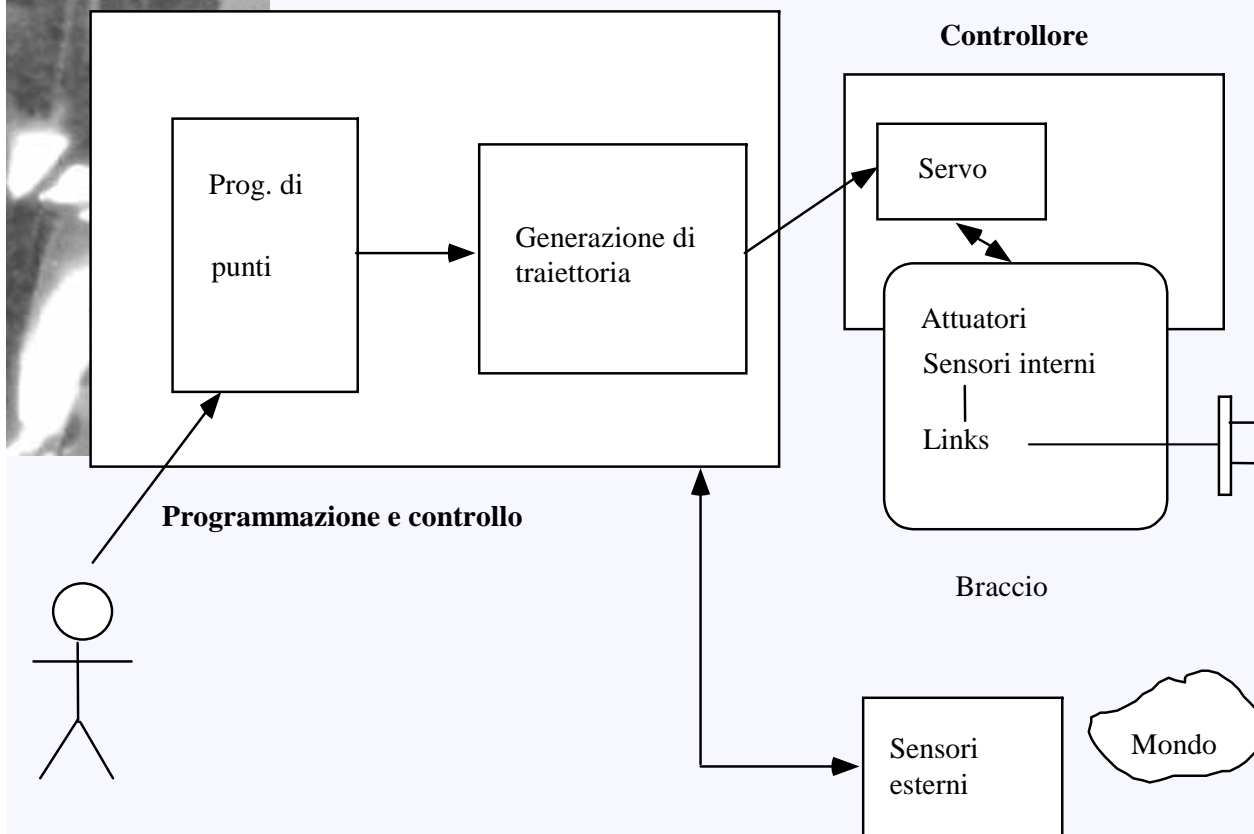 Controllore
Prog. di
punti
Generazione di
traiettoria
Servo
Attuatori
Sensori interni
Links
Programmazione e controllo
Braccio
Sensori
esterni
Mondo